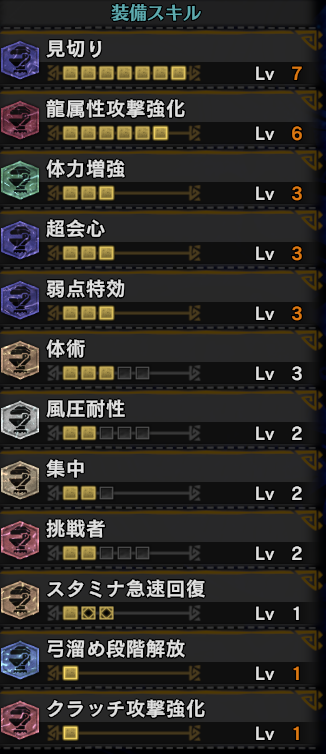 装備スキル
見切り
Lv 7
龍属性攻撃強化
Lv 6
体力増強
Lv 3
超会心
Lv 3
弱点特効
Lv 3
体術
Lv 3
風圧耐性
Lv 2
集中
Lv 2
挑戦者
Lv 2
スタミナ急速回復
Lv 1
弓溜め段階解放
Lv 1
クラッチ攻撃強化
Lv 1